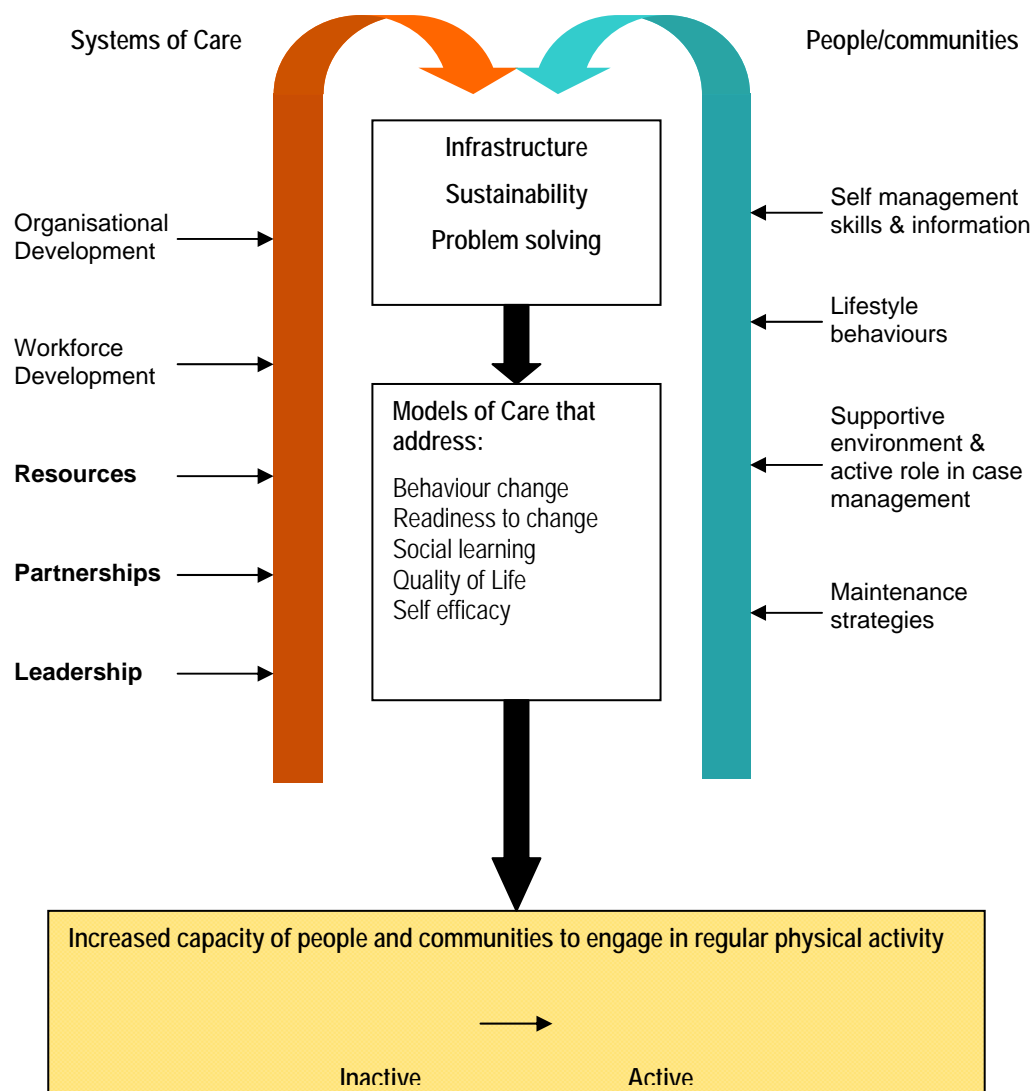 Systems of Care
People/communities
Infrastructure
Sustainability
Problem solving
Organisational
Development
Workforce
Development
Resources
Partnerships
Leadership
Models of Care that
address:
Behaviour change
Readiness to change
Social learning
Quality of Life
Self efficacy
Self management
skills & information
Lifestyle
behaviours
Supportive
environment &
active role in case
management
Maintenance
strategies
Increased capacity of people and communities to engage in regular physical activity
Inactive
Active